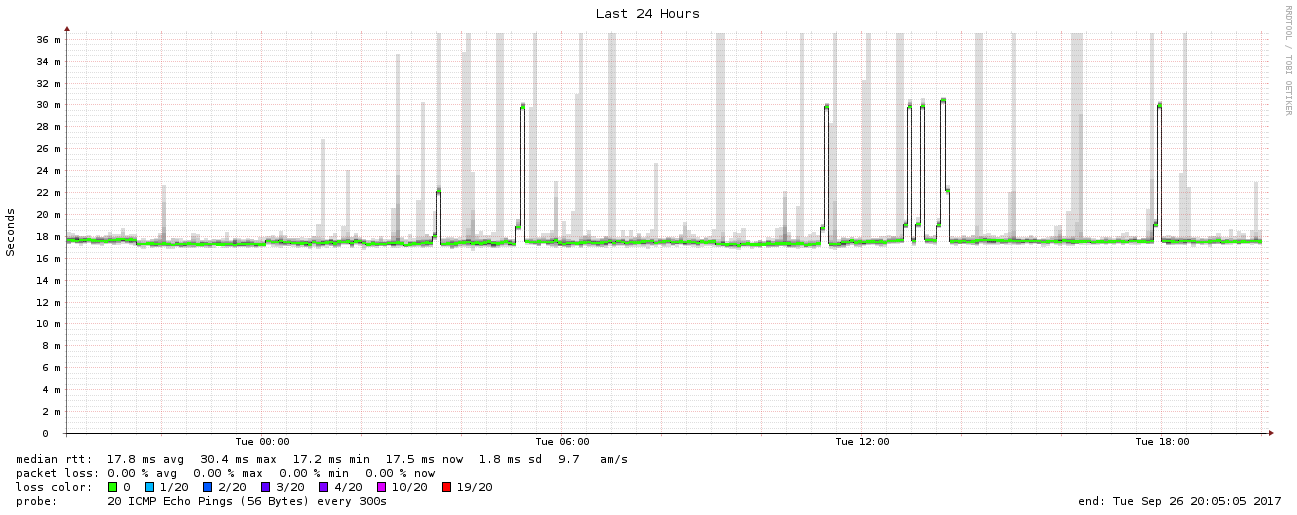 Last 24 Hours
RRDTOOL / TOBI OETIKER
Seconds
36 m
34 m
32 m
30 m
28 m
26 m
24 m
22 m
20 m
18 m
16 m
14 m
12 m
10 m
8 m
6 m
4 m
2 m
0
Tue 00:00 Tue 06:00 Tue 12:00 Tue 18:00
median rtt: 17.8 ms avg 30.4 ms max 17.2 ms min 17.5 ms now 1.8 ms sd 9.7 am/s
packet loss: 0.00 % avg 0.00 % max 0.00 % min 0.00 % now
loss color: 0 1/20 2/20 3/20 4/20 10/20 19/20
probe: 20 ICMP Echo Pings (56 Bytes) every 300s end: Tue Sep 26 20:05:05 2017